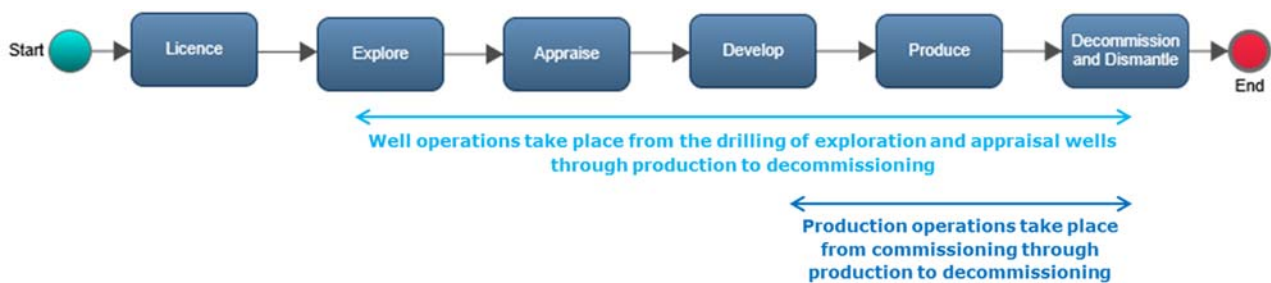 Start
Licence
Explore
Appraise
Develop
Produce
Decommission
and Dismantle
End
Well operations take place from the drilling of exploration and appraisal wells
through production to decommissioning
Production operations take place
from commissioning through
production to decommissioning